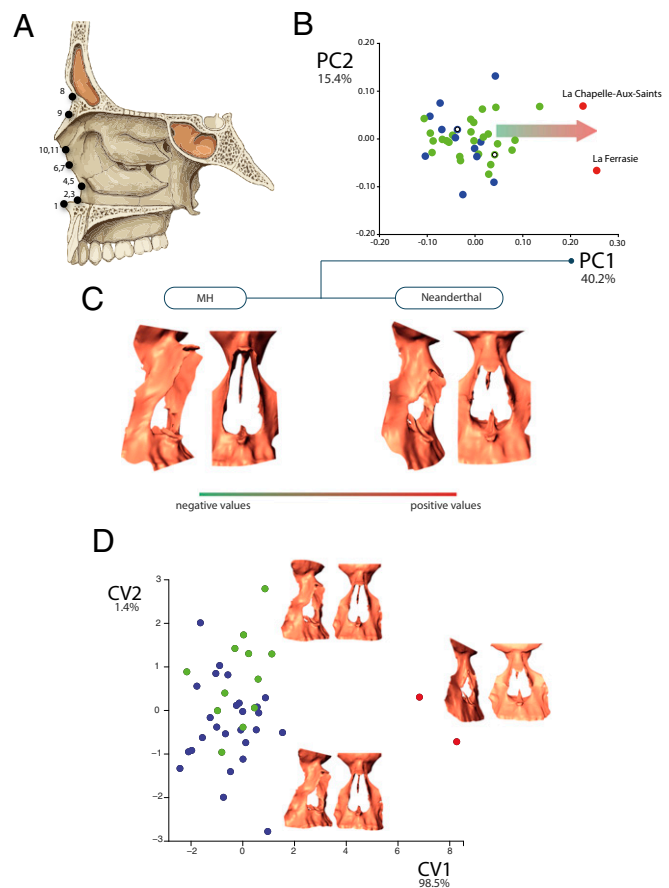 A
8
9
10,11
6,7
4,5
2,3
1
B
PC2
15.4%
0.20
0.10
0.00
-0.10
-0.20
-0.20
-0.10
0.00
0.10
0.20
0.30
La Chapelle-Aux-Saints
La Ferrasie
PC1
40.2%
C
MH
Neanderthal
negative values
positive values
D
CV2
1.4%
3
2
1
0
−1
−2
−3
−2
0
2
4
6
8
CV1
98.5%